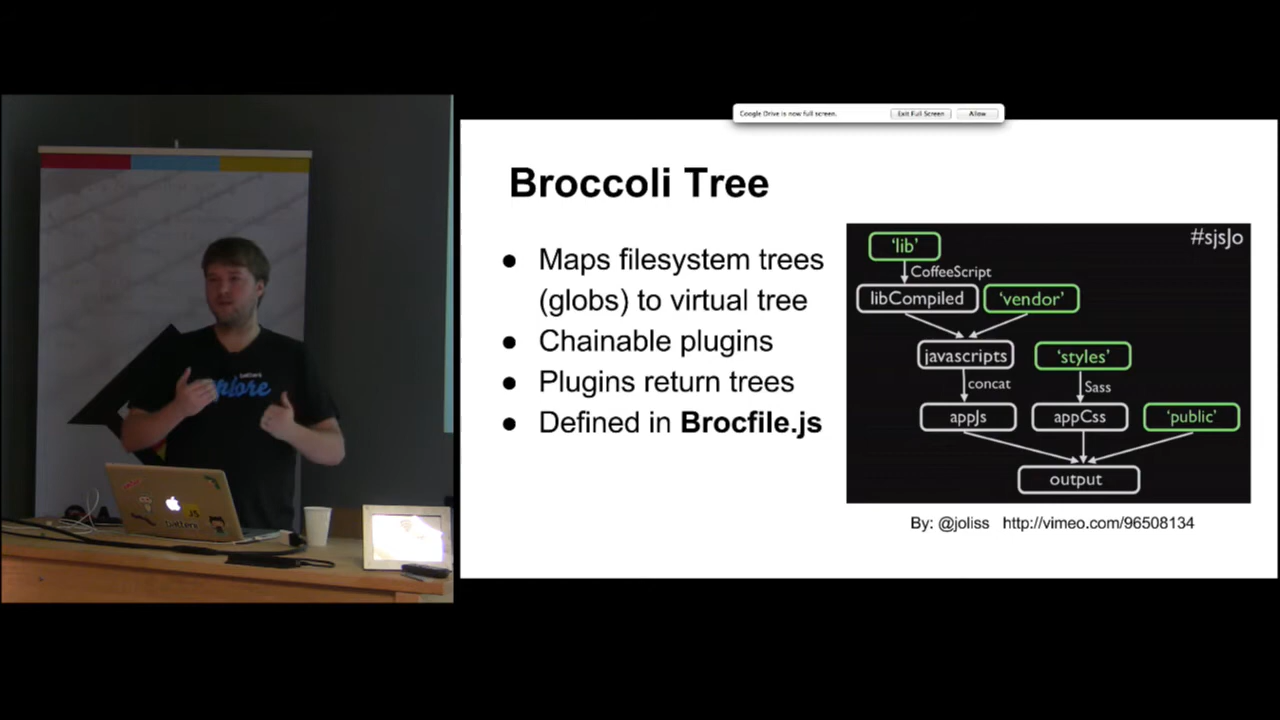 Google Drive is now full screen.
Exit Full Screen
Allow
Broccoli Tree
● Maps filesystem trees
(globs) to virtual tree
● Chainable plugins
● Plugins return trees
● Defined in Brocfile.js
#sjsJo
'lib'
CoffeeScript
libCompiled
'vendor'
javascripts
'styles'
concat
Sass
appJs
appCss
'public'
output
By: @joliss http://vimeo.com/96508134
JS